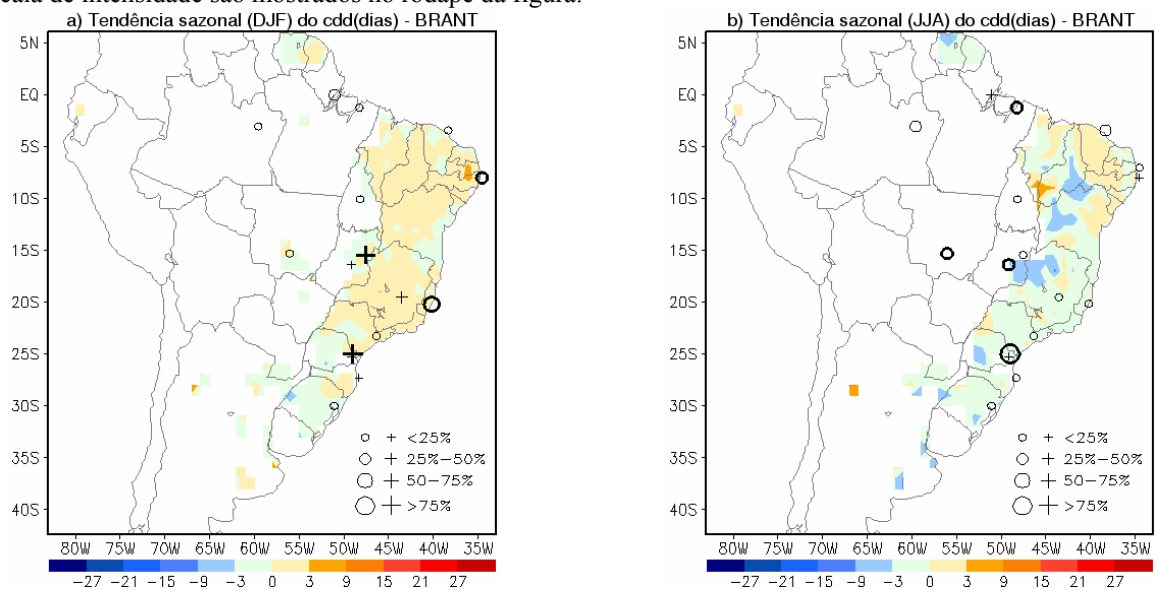 cala de intensidade são mostrados no rodapé da figura.
a) Tendência sazonal (DJF) do cdd(dias) - BRANT
5N
EQ
5S
10S
15S
20S
25S
30S
35S
40S
80W 75W 70W 65W 60W 55W 50W 45W 40W 35W
<25%
25%-50%
50-75%
>75%
-27 -21 -15 -9 -3 0 3 9 15 21 27
b) Tendência sazonal (JJA) do cdd(dias) - BRANT
5N
EQ
5S
10S
15S
20S
25S
30S
35S
40S
80W 75W 70W 65W 60W 55W 50W 45W 40W 35W
<25%
25%-50%
50-75%
>75%
-27 -21 -15 -9 -3 0 3 9 15 21 27